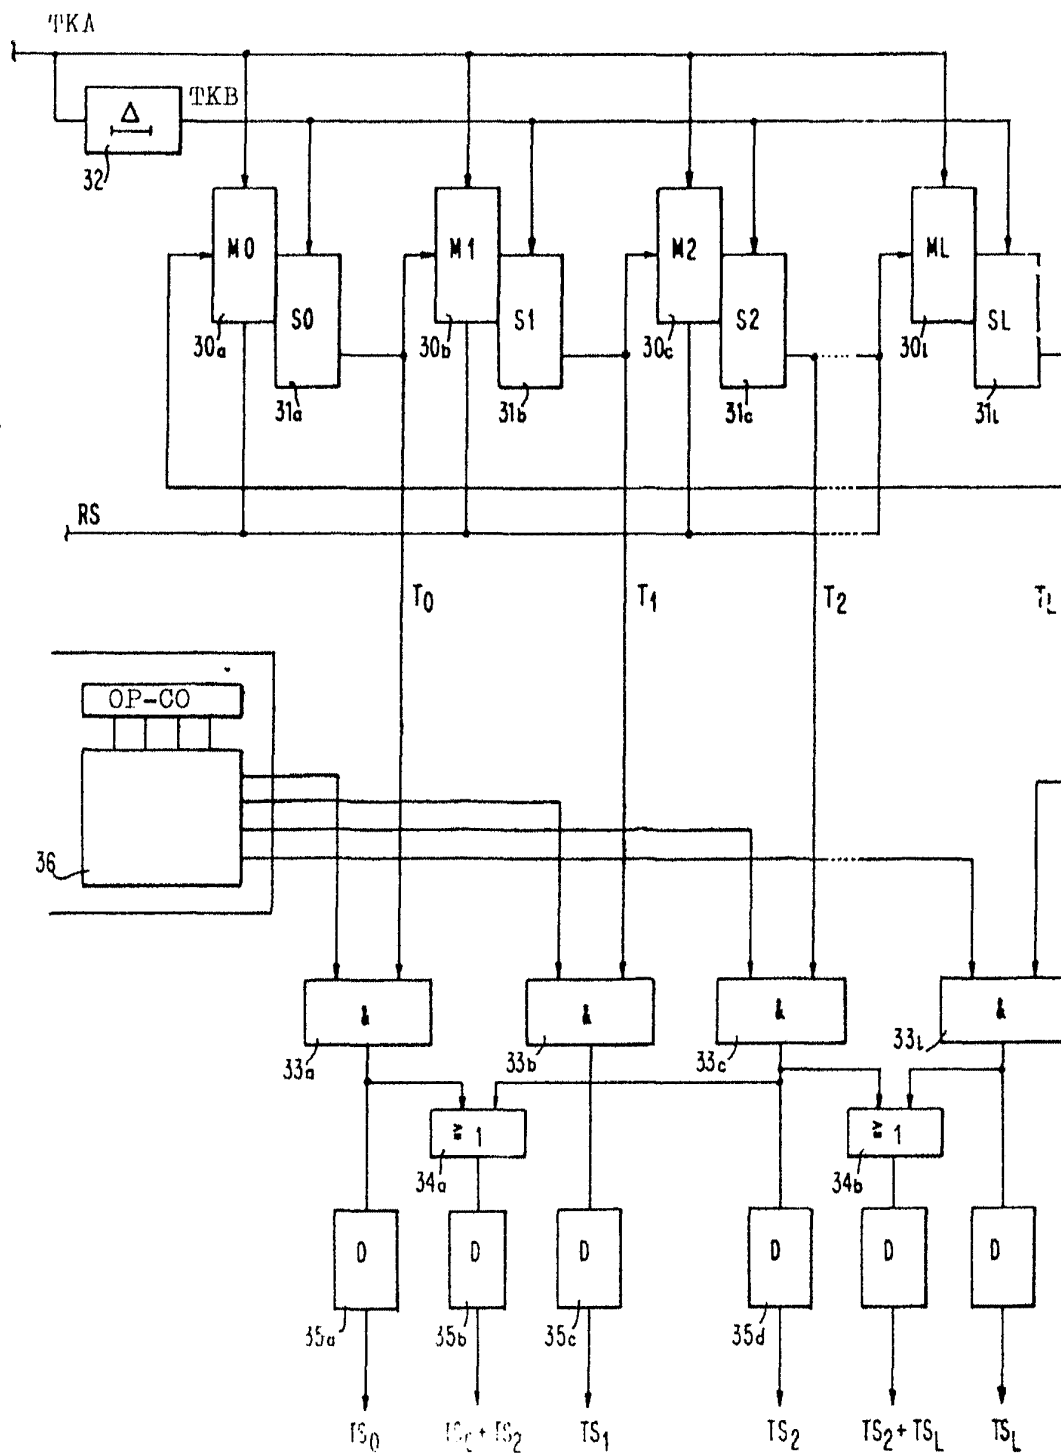 TKA
TKB
Δ
32
M0
M1
M2
ML
S0
S1
S2
SL
30a
30b
30c
30l
31a
31b
31c
31l
RS
T0
T1
T2
TL
OP-CO
36
&
&
&
&
33a
33b
33c
33l
≥ 1
≥ 1
34a
34b
D
D
D
D
D
D
35a
35b
35c
35d
TS0
TS0 + TS2
TS1
TS2
TS2 + TSL
TSL